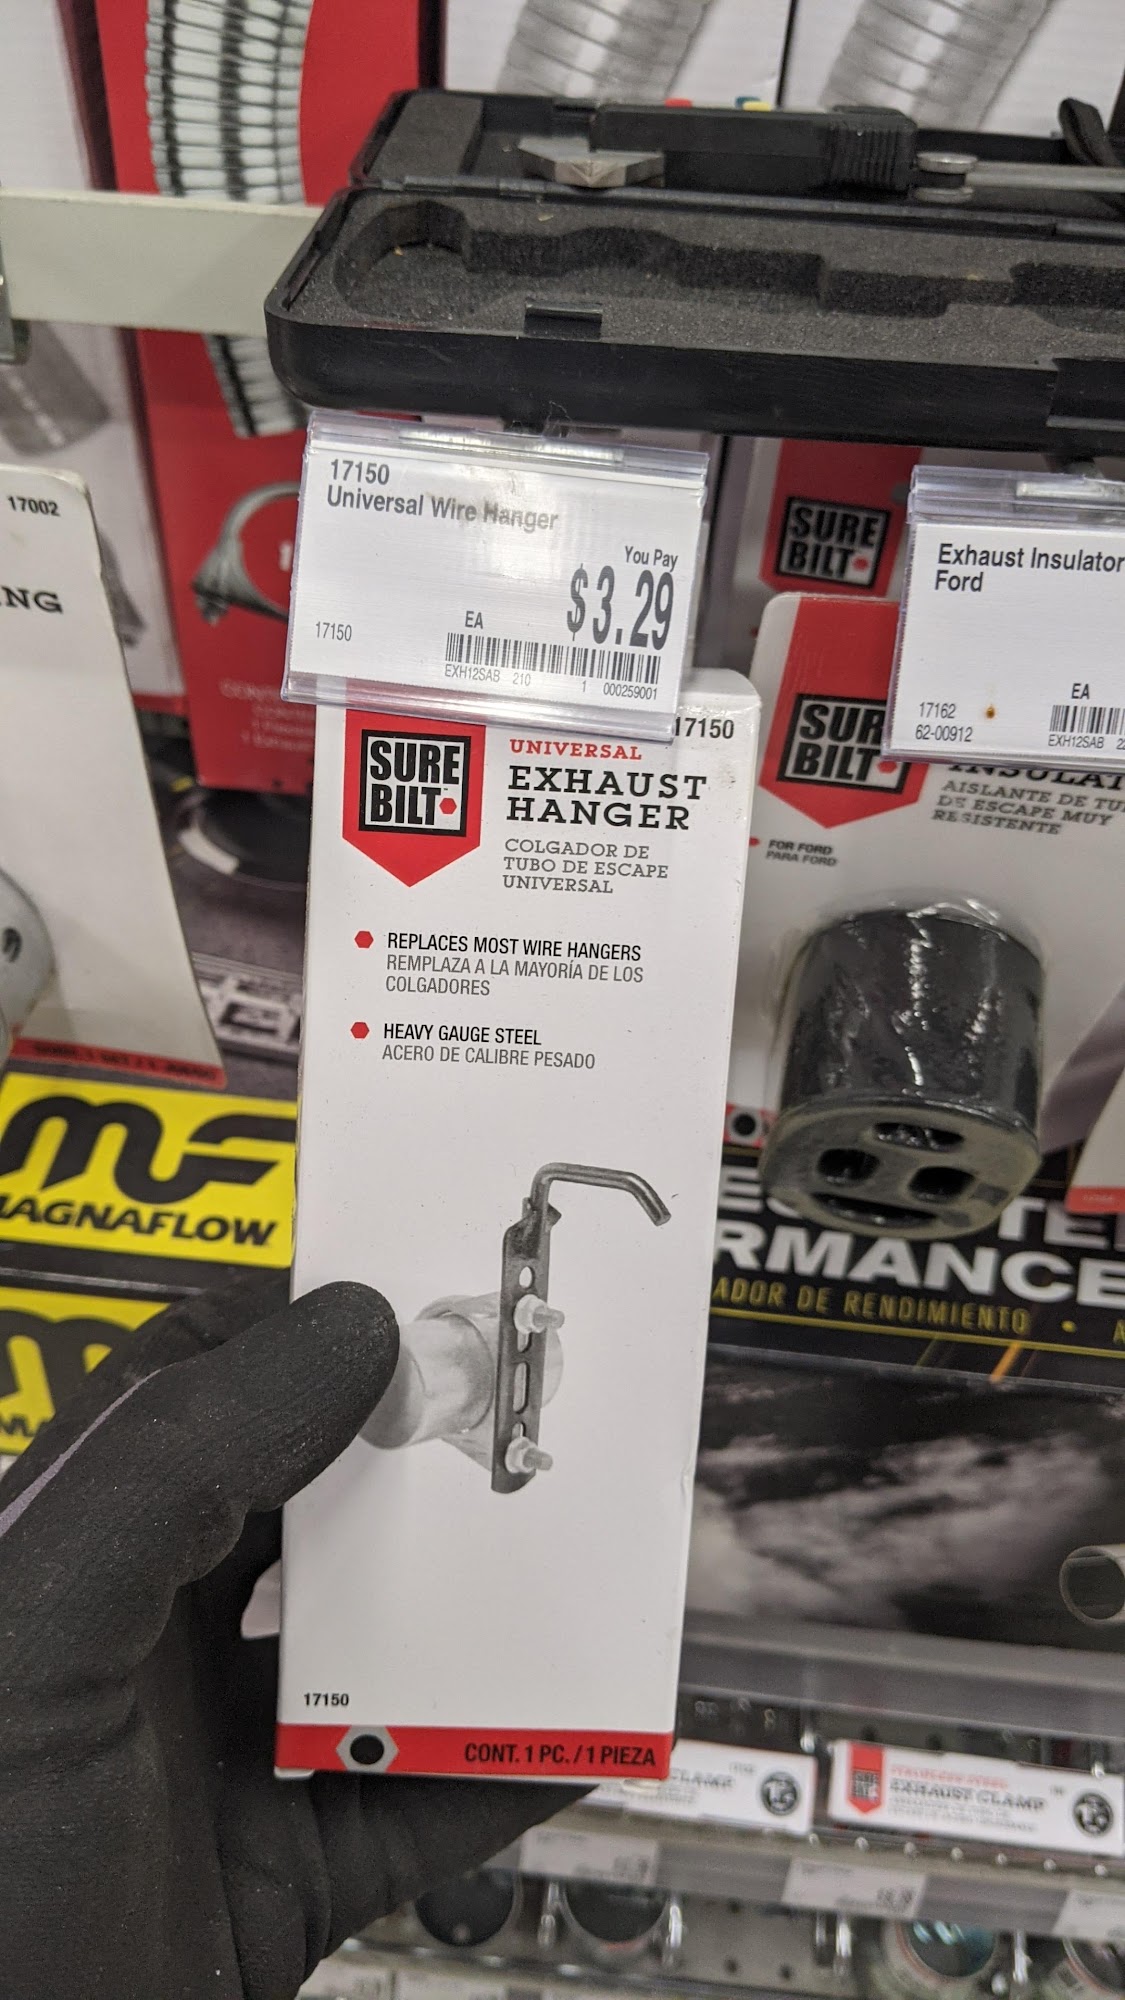 17002
NG
17150
Universal Wire Hanger
You Pay
$3.29
EA
17150
EXH12SAB 210 1 000259001
SURE
BILT
Exhaust Insulator
Ford
EA
17162
62-00912
EXH12SAB
17150
SURE
BILT
UNIVERSAL
EXHAUST
HANGER
COLGADOR DE
TUBO DE ESCAPE
UNIVERSAL
REPLACES MOST WIRE HANGERS
REMPLAZA A LA MAYORÍA DE LOS
COLGADORES
HEAVY GAUGE STEEL
ACERO DE CALIBRE PESADO
17150
CONT. 1 PC. / 1 PIEZA
SUR
BILT
INSULAT
AISLANTE DE TU
DE ESCAPE MUY
RESISTENTE
FOR FORD
PARA FORD
MF
MAGNAFLOW
RMANCE
ADOR DE RENDIMIENTO
SURE
BILT
EXHAUST CLAMP